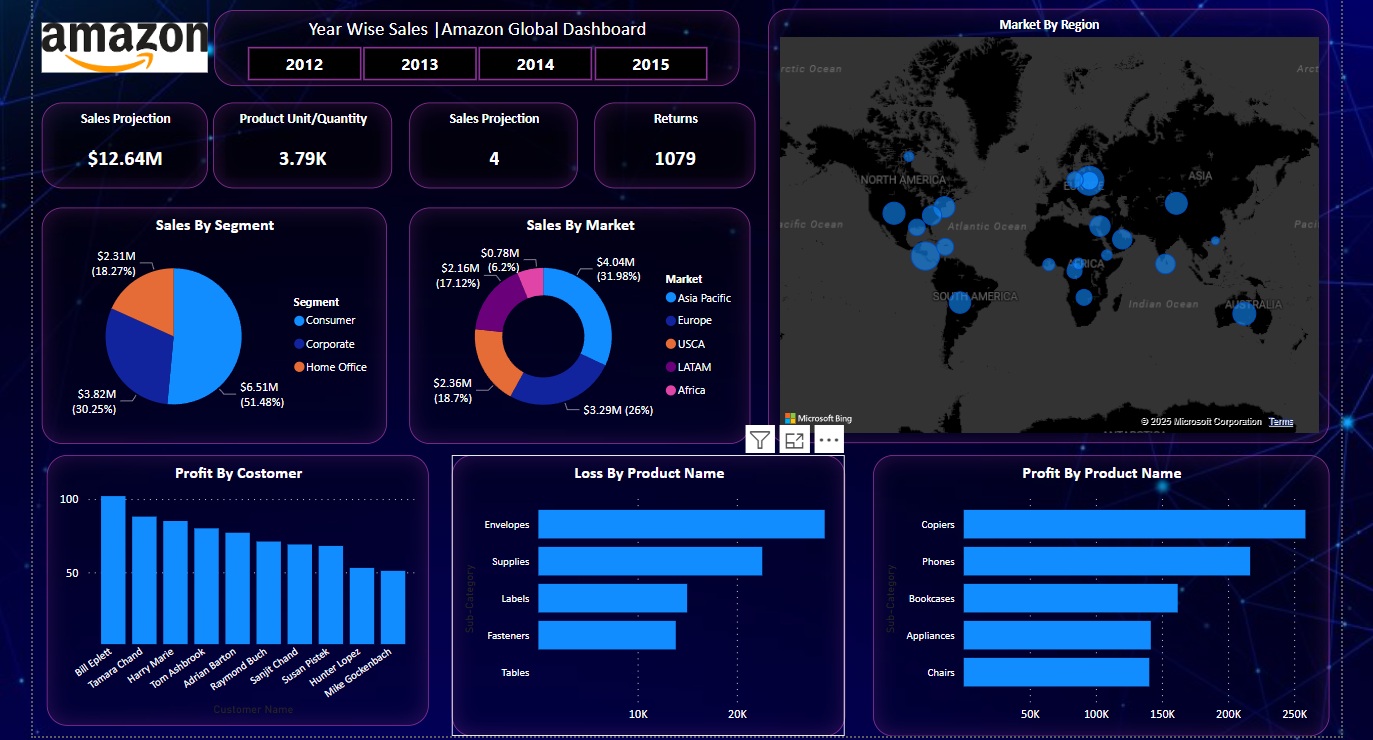 amazon
Year Wise Sales |Amazon Global Dashboard
2012
2013
2014
2015
Sales Projection
$12.64M
Product Unit/Quantity
3.79K
Sales Projection
4
Returns
1079
Market By Region
Arctic Ocean
NORTH AMERICA
EUROPE
ASIA
Pacific Ocean
Atlantic Ocean
AFRICA
SOUTH AMERICA
Indian Ocean
AUSTRALIA
Microsoft Bing
© 2025 Microsoft Corporation Terms
Sales By Segment
$2.31M
(18.27%)
$3.82M
(30.25%)
$6.51M
(51.48%)
Segment
Consumer
Corporate
Home Office
Sales By Market
$0.78M
(6.2%)
$2.16M
(17.12%)
$2.36M
(18.7%)
$4.04M
(31.98%)
$3.29M (26%)
Market
Asia Pacific
Europe
USCA
LATAM
Africa
Profit By Costomer
100
50
Bill Eplett
Tamara Chand
Harry Marie
Tom Ashbrook
Adrian Barton
Raymond Buch
Sanjit Chand
Susan Pistek
Hunter Lopez
Mike Gockenbach
Customer Name
Loss By Product Name
Sub-Category
Envelopes
Supplies
Labels
Fasteners
Tables
10K
20K
Profit By Product Name
Sub-Category
Copiers
Phones
Bookcases
Appliances
Chairs
50K
100K
150K
200K
250K